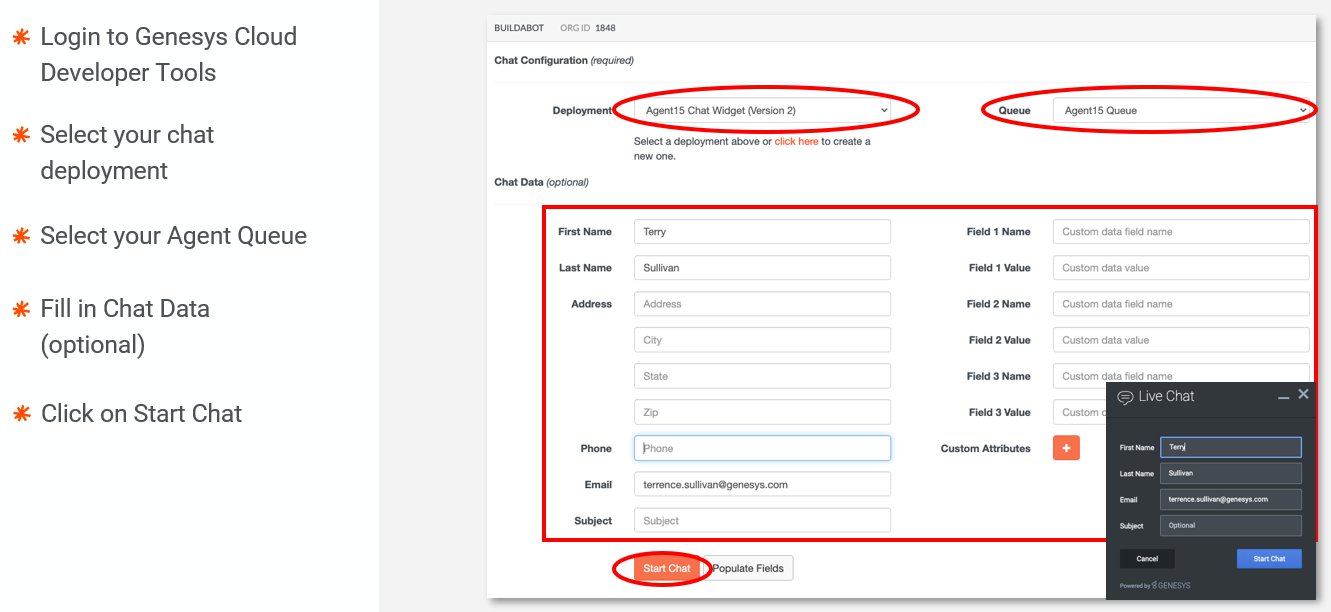 Login to Genesys Cloud
Developer Tools
Select your chat
deployment
Select your Agent Queue
Fill in Chat Data
(optional)
Click on Start Chat
BUILDABOT ORG ID 1848
Chat Configuration (required)
Deployment Agent15 Chat Widget (Version 2) Queue Agent15 Queue
Select a deployment above or click here to create a
new one.
Chat Data (optional)
First Name Terry Field 1 Name Custom data field name
Last Name Sullivan Field 1 Value Custom data value
Address Address Field 2 Name Custom data field name
City Field 2 Value Custom data value
State Field 3 Name Custom data field name
Zip Field 3 Value Custom
Phone Phone Custom Attributes +
Email terrence.sullivan@genesys.com
Subject Subject
Start Chat Populate Fields
Live Chat
First Name Terry
Last Name Sullivan
Email terrence.sullivan@genesys.com
Subject Optional
Cancel Start Chat
Powered by GENESYS